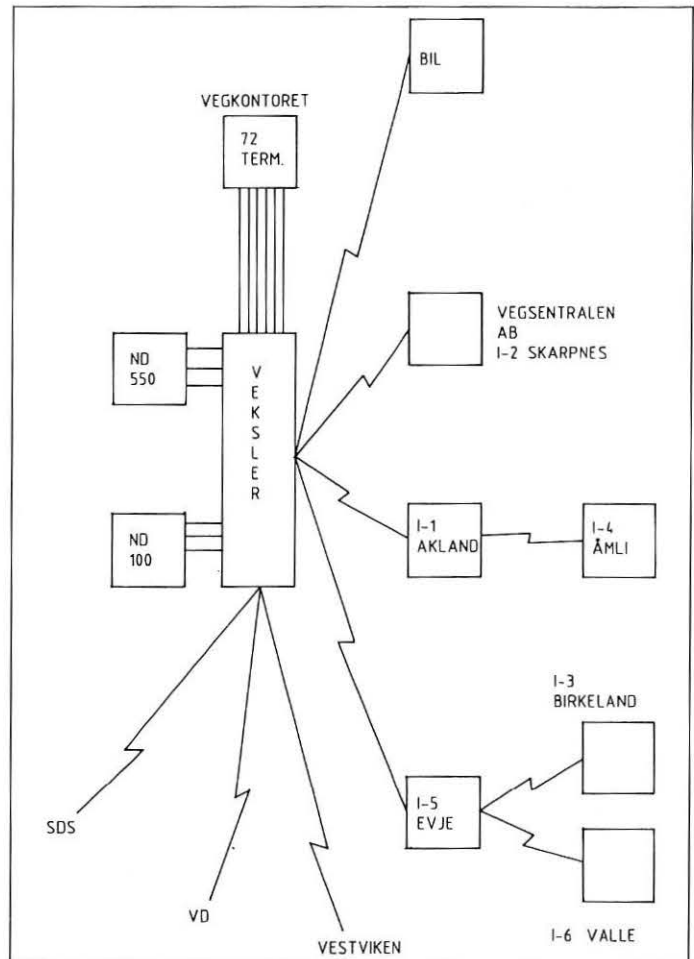 BIL
VEGKONTORET
72
TERM.
VEGSENTRALEN
AB
I-2 SKARPNES
ND
550
VEKSLER
ND
100
I-1
AKLAND
I-4
ÅMLI
I-3
BIRKELAND
I-5
EVJE
I-6 VALLE
SDS
VD
VESTVIKEN